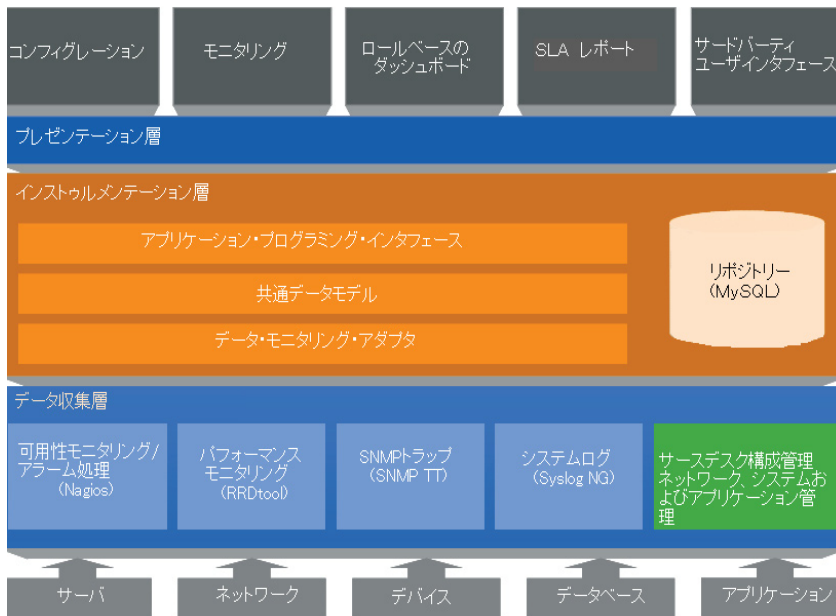 コンフィグレーション
モニタリング
ロールベースの
ダッシュボード
SLA レポート
サードパーティ
ユーザインタフェース
プレゼンテーション層
インストゥルメンテーション層
アプリケーション・プログラミング・インタフェース
共通データモデル
データ・モニタリング・アダプタ
リポジトリー
(MySQL)
データ収集層
可用性モニタリング/
アラーム処理
(Nagios)
パフォーマンス
モニタリング
(RRDtool)
SNMPトラップ
(SNMP TT)
システムログ
(Syslog NG)
サースデスク構成管理
ネットワーク、システムお
よびアプリケーション管
理
サーバ
ネットワーク
デバイス
データベース
アプリケーション